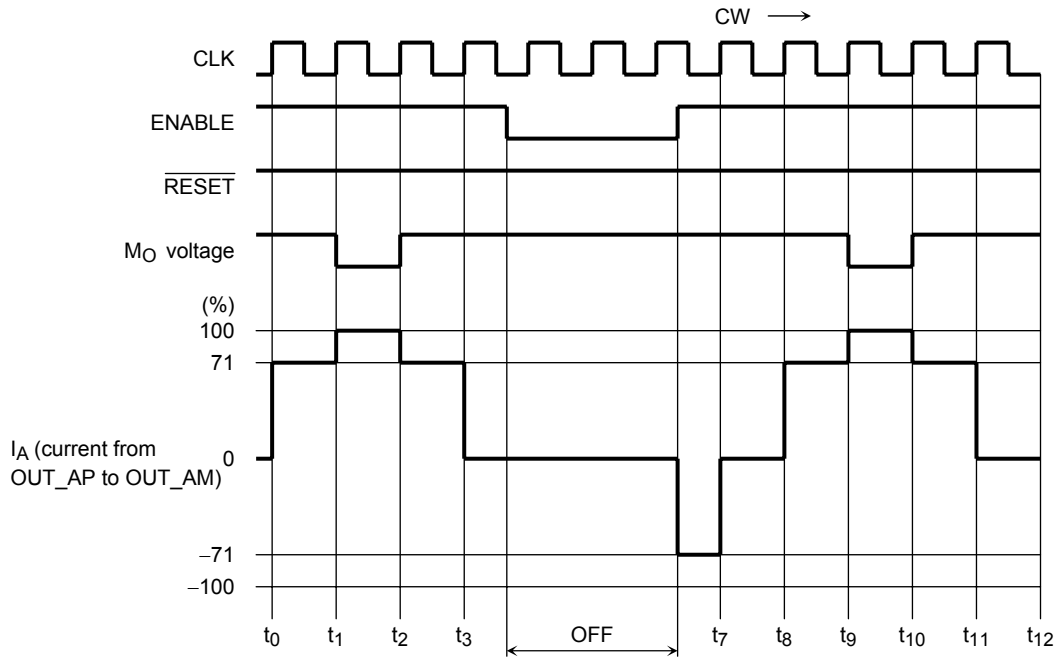 CW
CLK
ENABLE
RESET
MO voltage
(%)
100
71
IA (current from
OUT_AP to OUT_AM)
0
−71
−100
t0 t1 t2 t3 OFF t7 t8 t9 t10 t11 t12